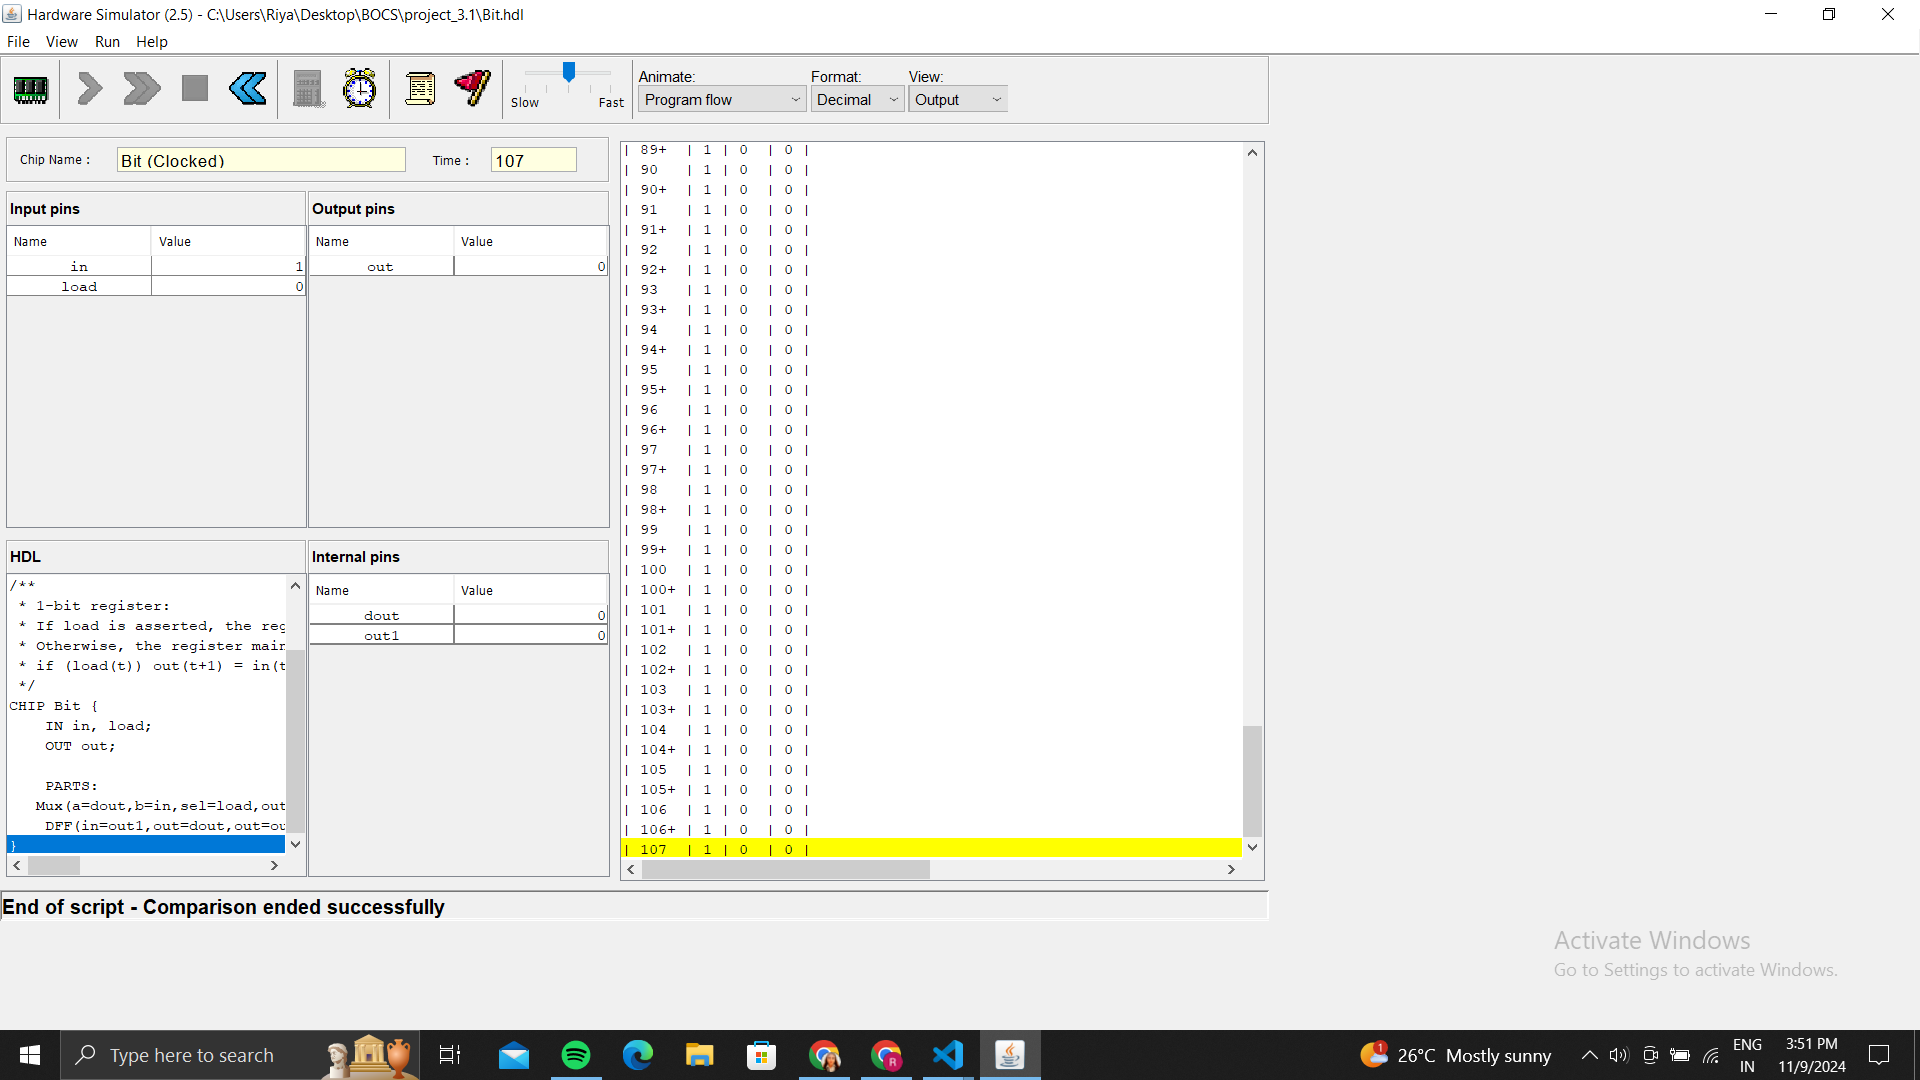 Hardware Simulator (2.5) - C:\Users\Riya\Desktop\BOCS\project_3.1\Bit.hdl
File View Run Help
Slow Fast
Animate: Format: View:
Program flow Decimal Output
Chip Name : Bit (Clocked) Time : 107
Input pins
Name Value
in 1
load 0
Output pins
Name Value
out 0
HDL
/**
* 1-bit register:
* If load is asserted, the reg
* Otherwise, the register main
* if (load(t)) out(t+1) = in(t
*/
CHIP Bit {
IN in, load;
OUT out;
PARTS:
Mux(a=dout,b=in,sel=load,out
DFF(in=out1,out=dout,out=ou
}
Internal pins
Name Value
dout 0
out1 0
| 89+ | 1 | 0 | 0 |
| 90 | 1 | 0 | 0 |
| 90+ | 1 | 0 | 0 |
| 91 | 1 | 0 | 0 |
| 91+ | 1 | 0 | 0 |
| 92 | 1 | 0 | 0 |
| 92+ | 1 | 0 | 0 |
| 93 | 1 | 0 | 0 |
| 93+ | 1 | 0 | 0 |
| 94 | 1 | 0 | 0 |
| 94+ | 1 | 0 | 0 |
| 95 | 1 | 0 | 0 |
| 95+ | 1 | 0 | 0 |
| 96 | 1 | 0 | 0 |
| 96+ | 1 | 0 | 0 |
| 97 | 1 | 0 | 0 |
| 97+ | 1 | 0 | 0 |
| 98 | 1 | 0 | 0 |
| 98+ | 1 | 0 | 0 |
| 99 | 1 | 0 | 0 |
| 99+ | 1 | 0 | 0 |
| 100 | 1 | 0 | 0 |
| 100+ | 1 | 0 | 0 |
| 101 | 1 | 0 | 0 |
| 101+ | 1 | 0 | 0 |
| 102 | 1 | 0 | 0 |
| 102+ | 1 | 0 | 0 |
| 103 | 1 | 0 | 0 |
| 103+ | 1 | 0 | 0 |
| 104 | 1 | 0 | 0 |
| 104+ | 1 | 0 | 0 |
| 105 | 1 | 0 | 0 |
| 105+ | 1 | 0 | 0 |
| 106 | 1 | 0 | 0 |
| 106+ | 1 | 0 | 0 |
| 107 | 1 | 0 | 0 |
End of script - Comparison ended successfully
Activate Windows
Go to Settings to activate Windows.
Type here to search
R
1
26°C Mostly sunny
ENG
IN
3:51 PM
11/9/2024